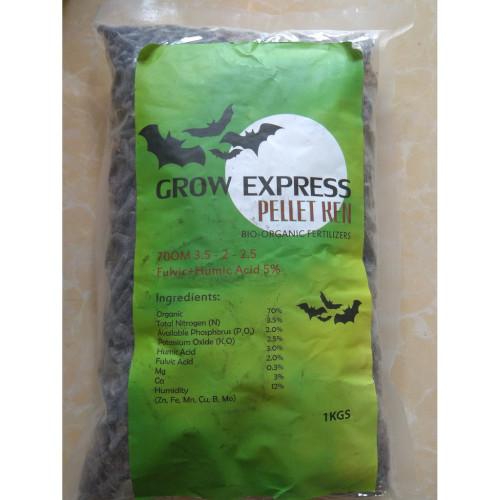 GROW EXPRESS
PELLET KEN
BIO-ORGANIC FERTILIZERS
70OM 3.5 - 2 - 2.5
Fulvic+Humic Acid 5%
Ingredients:
Organic 70%
Total Nitrogen (N) 3.5%
Available Phosphorus (P₂O₅) 2.0%
Potassium Oxide (K₂O) 2.5%
Humic Acid 3.0%
Fulvic Acid 2.0%
Mg 0.3%
Ca 3%
Humidity 12%
(Zn, Fe, Mn, Cu, B, Mo)
1KGS